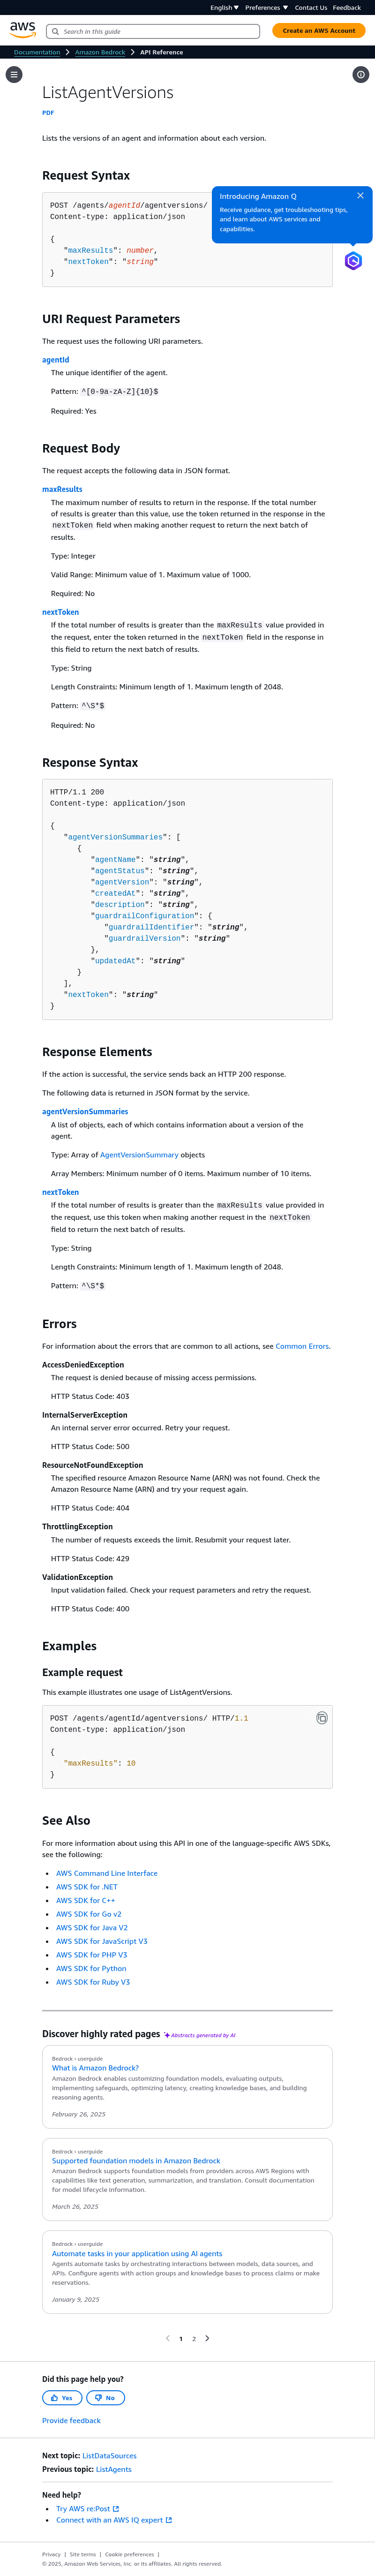 English
Preferences
Contact Us
Feedback
aws
Search in this guide
Create an AWS Account
Documentation
Amazon Bedrock
API Reference
ListAgentVersions
PDF
Lists the versions of an agent and information about each version.
Request Syntax
POST /agents/agentId/agentversions/
Content-type: application/json
{
"maxResults": number,
"nextToken": "string"
}
Introducing Amazon Q
Receive guidance, get troubleshooting tips,
and learn about AWS services and
capabilities.
URI Request Parameters
The request uses the following URI parameters.
agentId
The unique identifier of the agent.
Pattern: ^[0-9a-zA-Z]{10}$
Required: Yes
Request Body
The request accepts the following data in JSON format.
maxResults
The maximum number of results to return in the response. If the total number
of results is greater than this value, use the token returned in the response in the
nextToken field when making another request to return the next batch of
results.
Type: Integer
Valid Range: Minimum value of 1. Maximum value of 1000.
Required: No
nextToken
If the total number of results is greater than the maxResults value provided in
the request, enter the token returned in the nextToken field in the response in
this field to return the next batch of results.
Type: String
Length Constraints: Minimum length of 1. Maximum length of 2048.
Pattern: ^\S*$
Required: No
Response Syntax
HTTP/1.1 200
Content-type: application/json
{
"agentVersionSummaries": [
{
"agentName": "string",
"agentStatus": "string",
"agentVersion": "string",
"createdAt": "string",
"description": "string",
"guardrailConfiguration": {
"guardrailIdentifier": "string",
"guardrailVersion": "string"
},
"updatedAt": "string"
}
],
"nextToken": "string"
}
Response Elements
If the action is successful, the service sends back an HTTP 200 response.
The following data is returned in JSON format by the service.
agentVersionSummaries
A list of objects, each of which contains information about a version of the
agent.
Type: Array of AgentVersionSummary objects
Array Members: Minimum number of 0 items. Maximum number of 10 items.
nextToken
If the total number of results is greater than the maxResults value provided in
the request, use this token when making another request in the nextToken
field to return the next batch of results.
Type: String
Length Constraints: Minimum length of 1. Maximum length of 2048.
Pattern: ^\S*$
Errors
For information about the errors that are common to all actions, see Common Errors.
AccessDeniedException
The request is denied because of missing access permissions.
HTTP Status Code: 403
InternalServerException
An internal server error occurred. Retry your request.
HTTP Status Code: 500
ResourceNotFoundException
The specified resource Amazon Resource Name (ARN) was not found. Check the
Amazon Resource Name (ARN) and try your request again.
HTTP Status Code: 404
ThrottlingException
The number of requests exceeds the limit. Resubmit your request later.
HTTP Status Code: 429
ValidationException
Input validation failed. Check your request parameters and retry the request.
HTTP Status Code: 400
Examples
Example request
This example illustrates one usage of ListAgentVersions.
POST /agents/agentId/agentversions/ HTTP/1.1
Content-type: application/json
{
"maxResults": 10
}
See Also
For more information about using this API in one of the language-specific AWS SDKs,
see the following:
• AWS Command Line Interface
• AWS SDK for .NET
• AWS SDK for C++
• AWS SDK for Go v2
• AWS SDK for Java V2
• AWS SDK for JavaScript V3
• AWS SDK for PHP V3
• AWS SDK for Python
• AWS SDK for Ruby V3
Discover highly rated pages Abstracts generated by AI
Bedrock › userguide
What is Amazon Bedrock?
Amazon Bedrock enables customizing foundation models, evaluating outputs,
implementing safeguards, optimizing latency, creating knowledge bases, and building
reasoning agents.
February 26, 2025
Bedrock › userguide
Supported foundation models in Amazon Bedrock
Amazon Bedrock supports foundation models from providers across AWS Regions with
capabilities like text generation, summarization, and translation. Consult documentation
for model lifecycle information.
March 26, 2025
Bedrock › userguide
Automate tasks in your application using AI agents
Agents automate tasks by orchestrating interactions between models, data sources, and
APIs. Configure agents with action groups and knowledge bases to process claims or make
reservations.
January 9, 2025
1 2
Did this page help you?
Yes
No
Provide feedback
Next topic: ListDataSources
Previous topic: ListAgents
Need help?
• Try AWS re:Post
• Connect with an AWS IQ expert
Privacy | Site terms | Cookie preferences |
© 2025, Amazon Web Services, Inc. or its affiliates. All rights reserved.